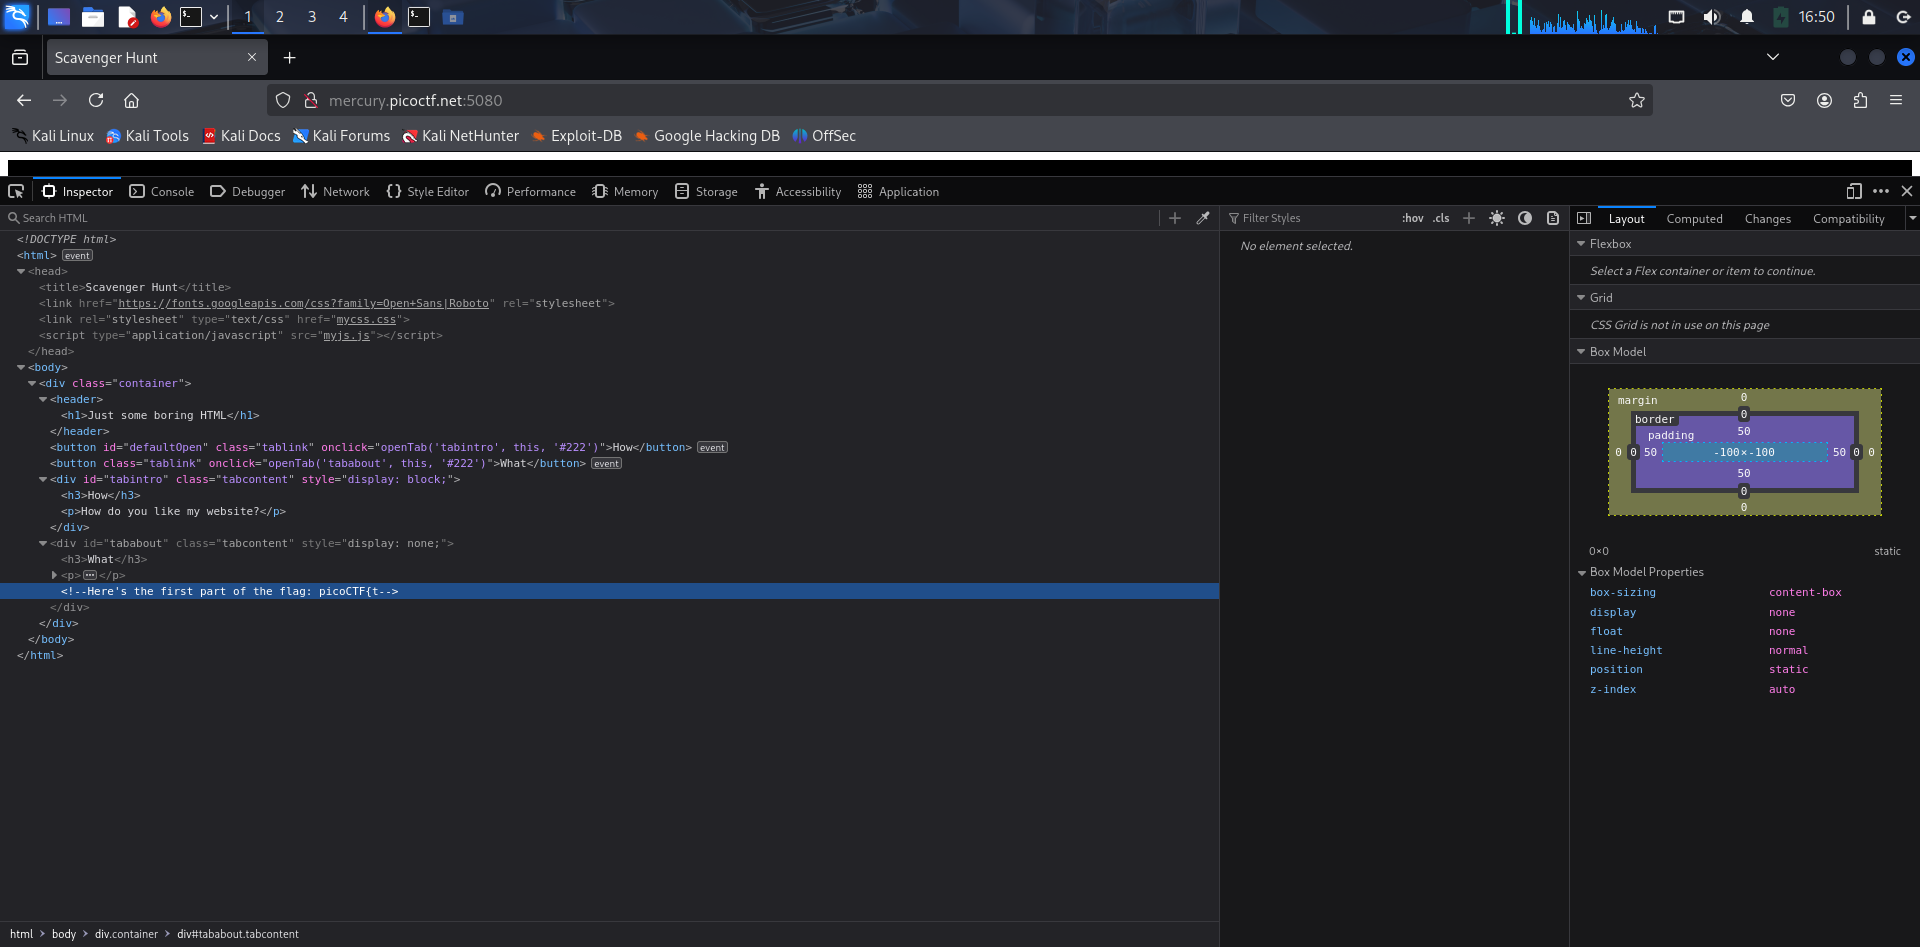 1 2 3 4 16:50
Scavenger Hunt
mercury.picoctf.net:5080
Kali Linux Kali Tools Kali Docs Kali Forums Kali NetHunter Exploit-DB Google Hacking DB OffSec
Inspector Console Debugger Network Style Editor Performance Memory Storage Accessibility Application
Search HTML
<!DOCTYPE html>
<html> event
<head>
<title>Scavenger Hunt</title>
<link href="https://fonts.googleapis.com/css?family=Open+Sans|Roboto" rel="stylesheet">
<link rel="stylesheet" type="text/css" href="mycss.css">
<script type="application/javascript" src="myjs.js"></script>
</head>
<body>
<div class="container">
<header>
<h1>Just some boring HTML</h1>
</header>
<button id="defaultOpen" class="tablink" onclick="openTab('tabintro', this, '#222')">How</button> event
<button class="tablink" onclick="openTab('tababout', this, '#222')">What</button> event
<div id="tabintro" class="tabcontent" style="display: block;">
<h3>How</h3>
<p>How do you like my website?</p>
</div>
<div id="tababout" class="tabcontent" style="display: none;">
<h3>What</h3>
<p>…</p>
<!--Here's the first part of the flag: picoCTF{t-->
</div>
</div>
</body>
</html>
html > body > div.container > div#tababout.tabcontent
Filter Styles :hov .cls
No element selected.
Layout Computed Changes Compatibility
Flexbox
Select a Flex container or item to continue.
Grid
CSS Grid is not in use on this page
Box Model
margin 0
0
border
padding 50
0 0 50 -100×-100 50 0 0
50
0
0
0×0 static
Box Model Properties
box-sizing content-box
display none
float none
line-height normal
position static
z-index auto